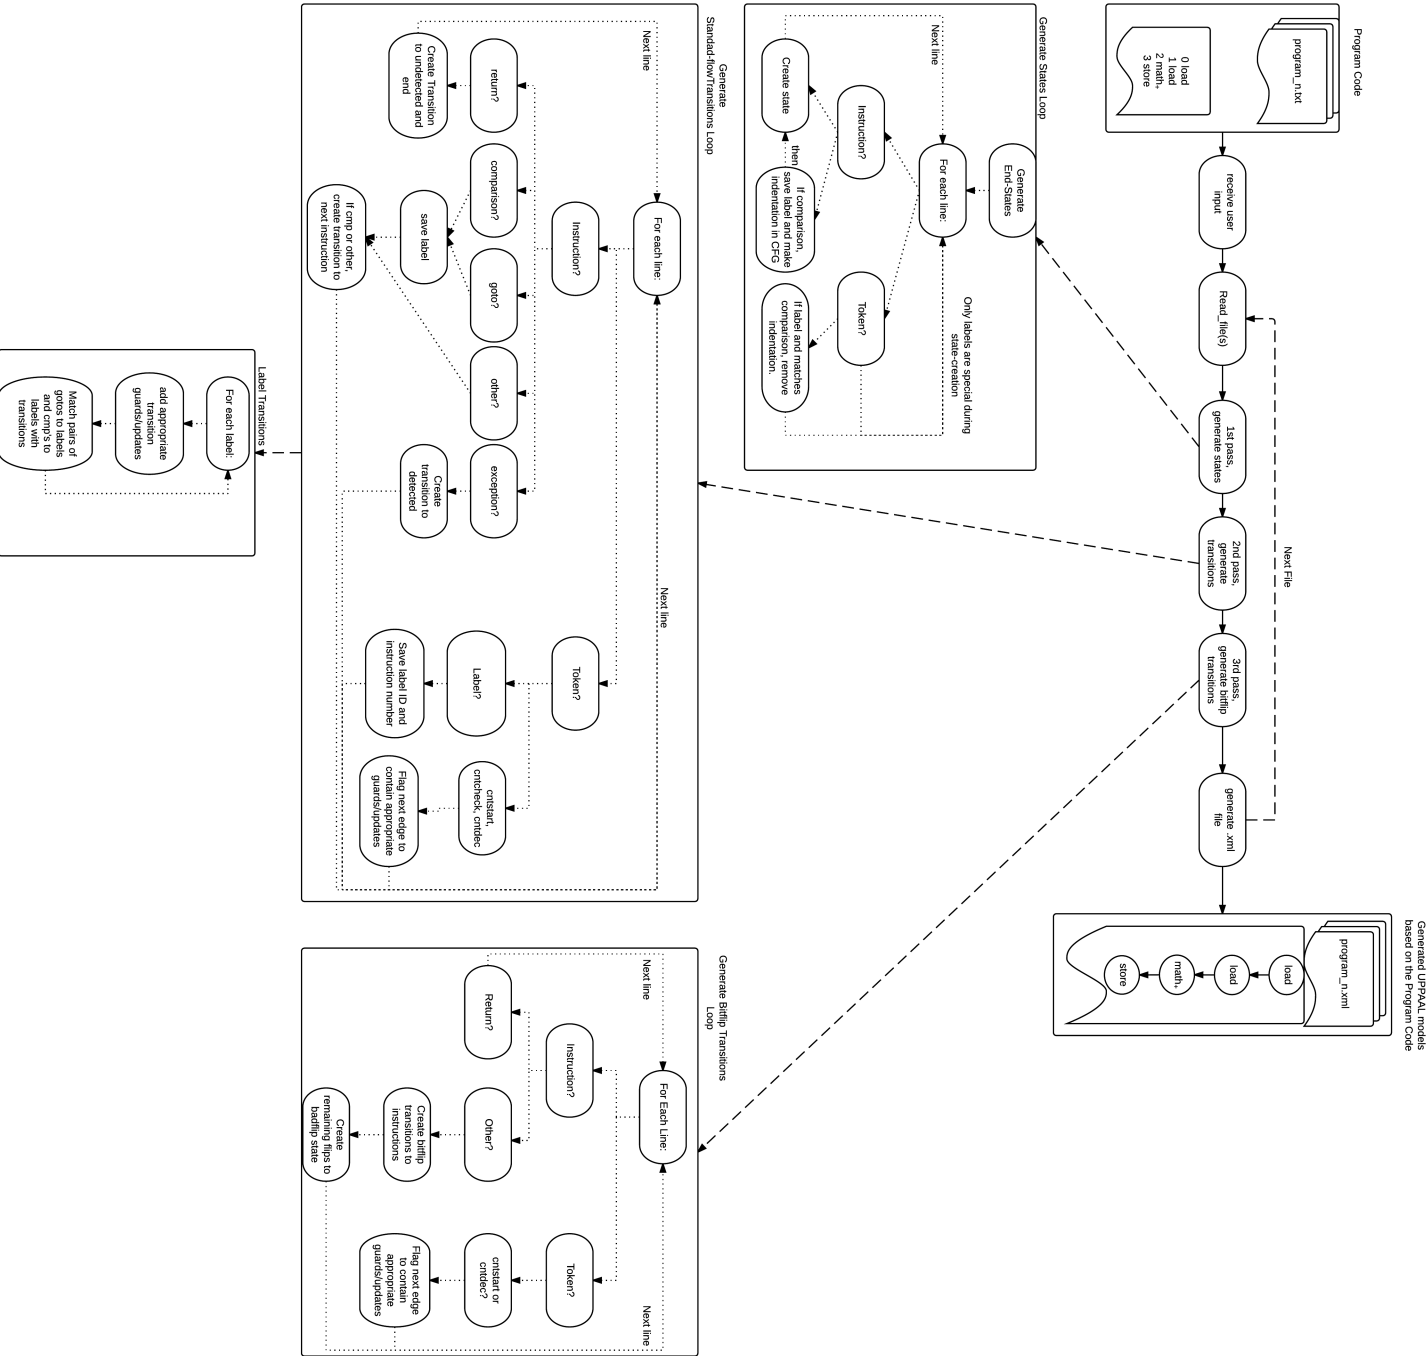 Program Code
program_n.txt
0 load
1 load
2 math,
3 store
receive user
input
Read_file(s)
1st pass,
generate states
2nd pass,
generate
transitions
3rd pass,
generate bitflip
transitions
generate .xml
file
Next File
Generated UPPAAL models
based on the Program Code
program_n.xml
load
load
math,
store
Generate States Loop
Generate
End-States
Next line
For each line:
Only labels are special during
state-creation
Instruction?
Token?
Create state
then
If comparison,
save label and make
indentation in CFG
If label and matches
comparison, remove
indentation.
Generate
Standad-flowTransitions Loop
Next line
For each line:
Next line
Instruction?
Token?
return?
comparison?
goto?
other?
exception?
Label?
cntstart,
cntcheck, cntdec
Create Transition
to undetected and
end
save label
Create
transition to
detected
Save label ID and
instruction number
Flag next edge to
contain appropriate
guards/updates
If cmp or other,
create transition to
next instruction
Generate Bitflip Transitions
Loop
Next line
For Each Line:
Next line
Instruction?
Token?
Return?
Other?
cntstart or
cntdec?
Create bitflip
transitions to
instructions
Flag next edge
to contain
appropriate
guards/updates
Create
remaining flips to
badflip state
Label Transitions
For each label:
add appropriate
transition
guards/updates
Match pairs of
gotos to labels
and cmp's to
labels with
transitions